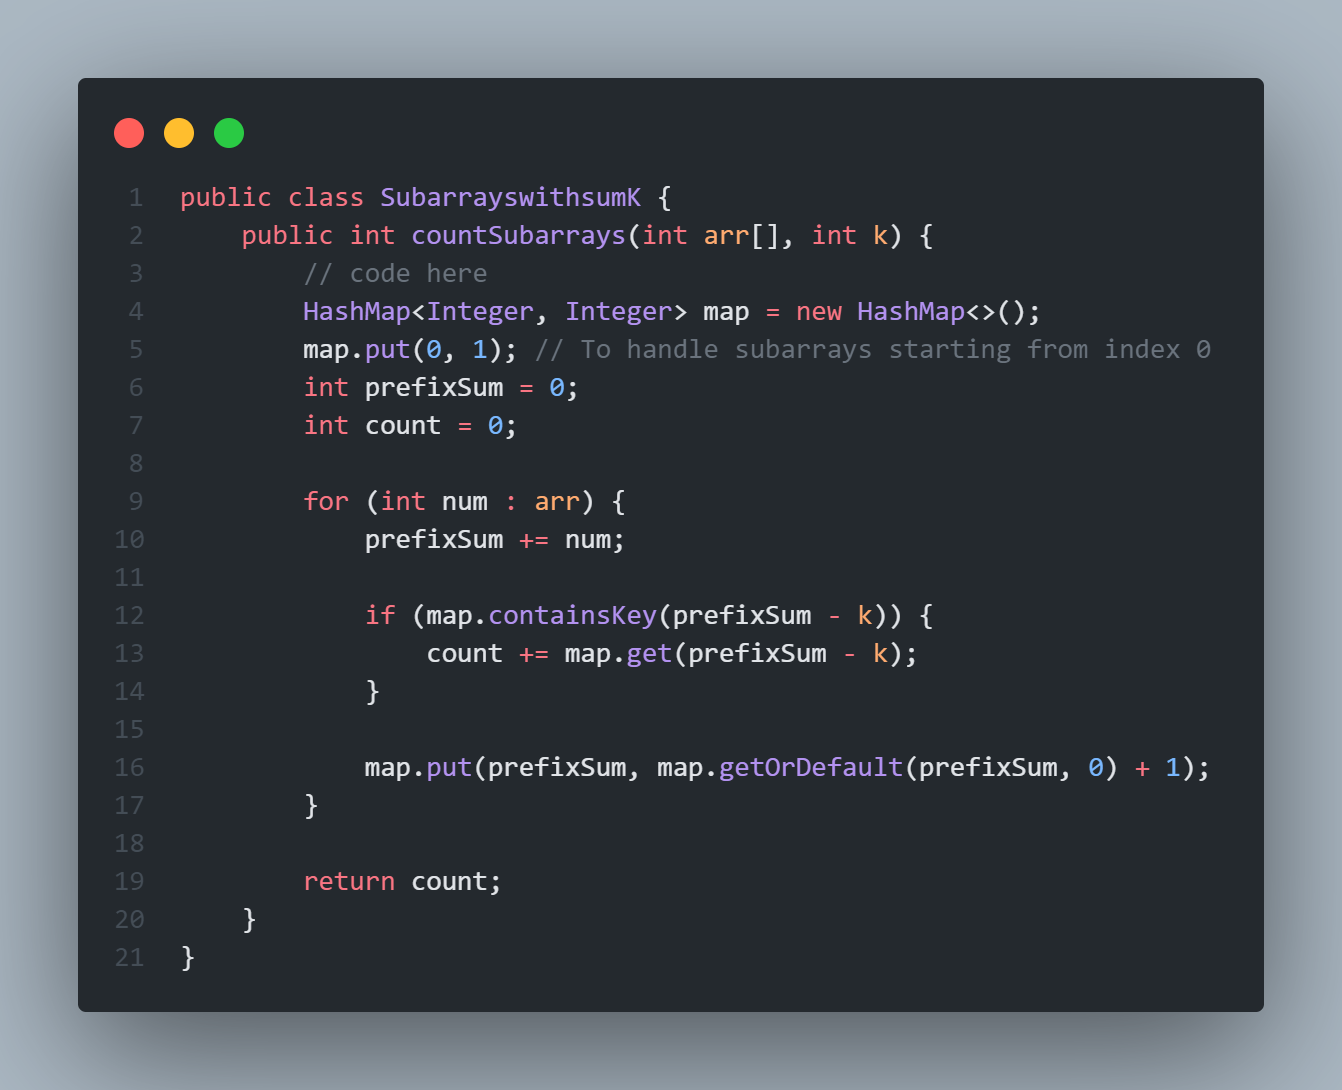 1 public class SubarrayswithsumK {
2     public int countSubarrays(int arr[], int k) {
3         // code here
4         HashMap<Integer, Integer> map = new HashMap<>();
5         map.put(0, 1); // To handle subarrays starting from index 0
6         int prefixSum = 0;
7         int count = 0;
8
9         for (int num : arr) {
10             prefixSum += num;
11
12             if (map.containsKey(prefixSum - k)) {
13                 count += map.get(prefixSum - k);
14             }
15
16             map.put(prefixSum, map.getOrDefault(prefixSum, 0) + 1);
17         }
18
19         return count;
20     }
21 }